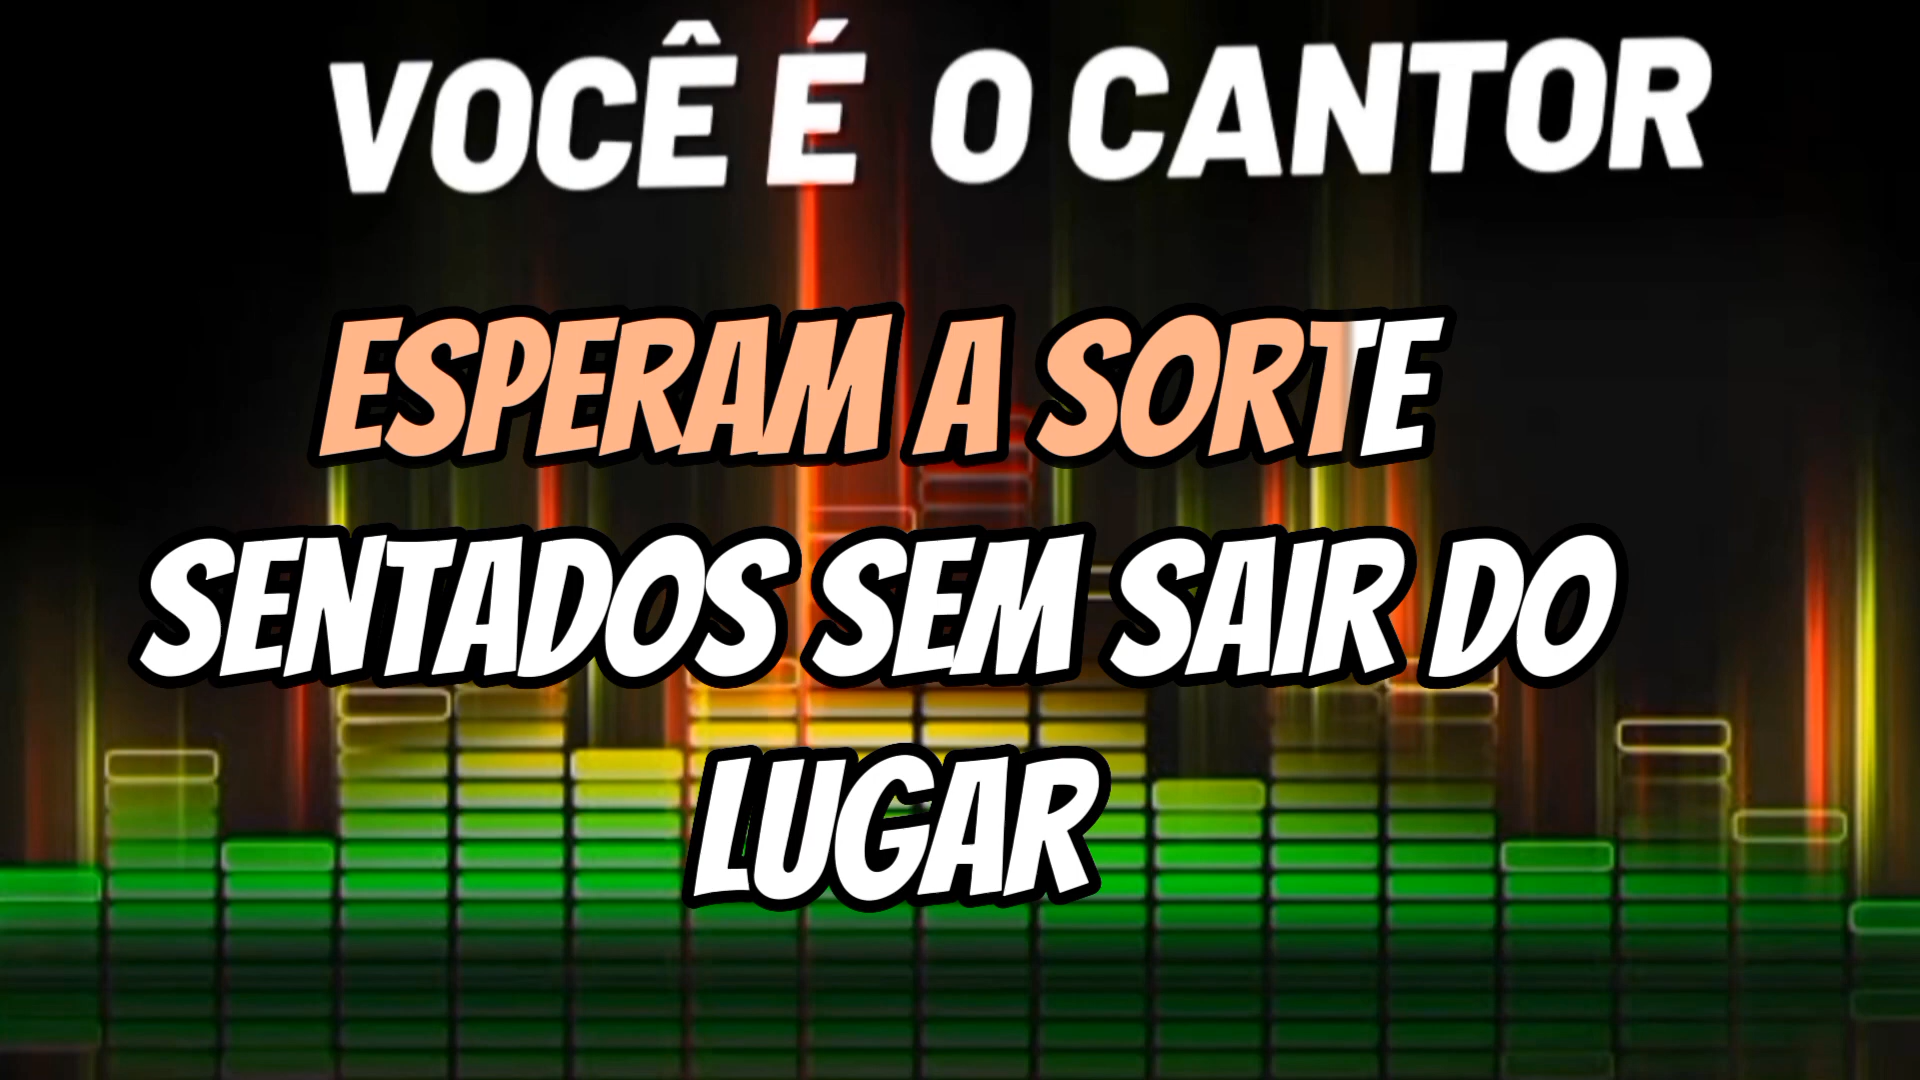 VOCÊ É O CANTOR
ESPERAM A SORTE
SENTADOS SEM SAIR DO
LUGAR